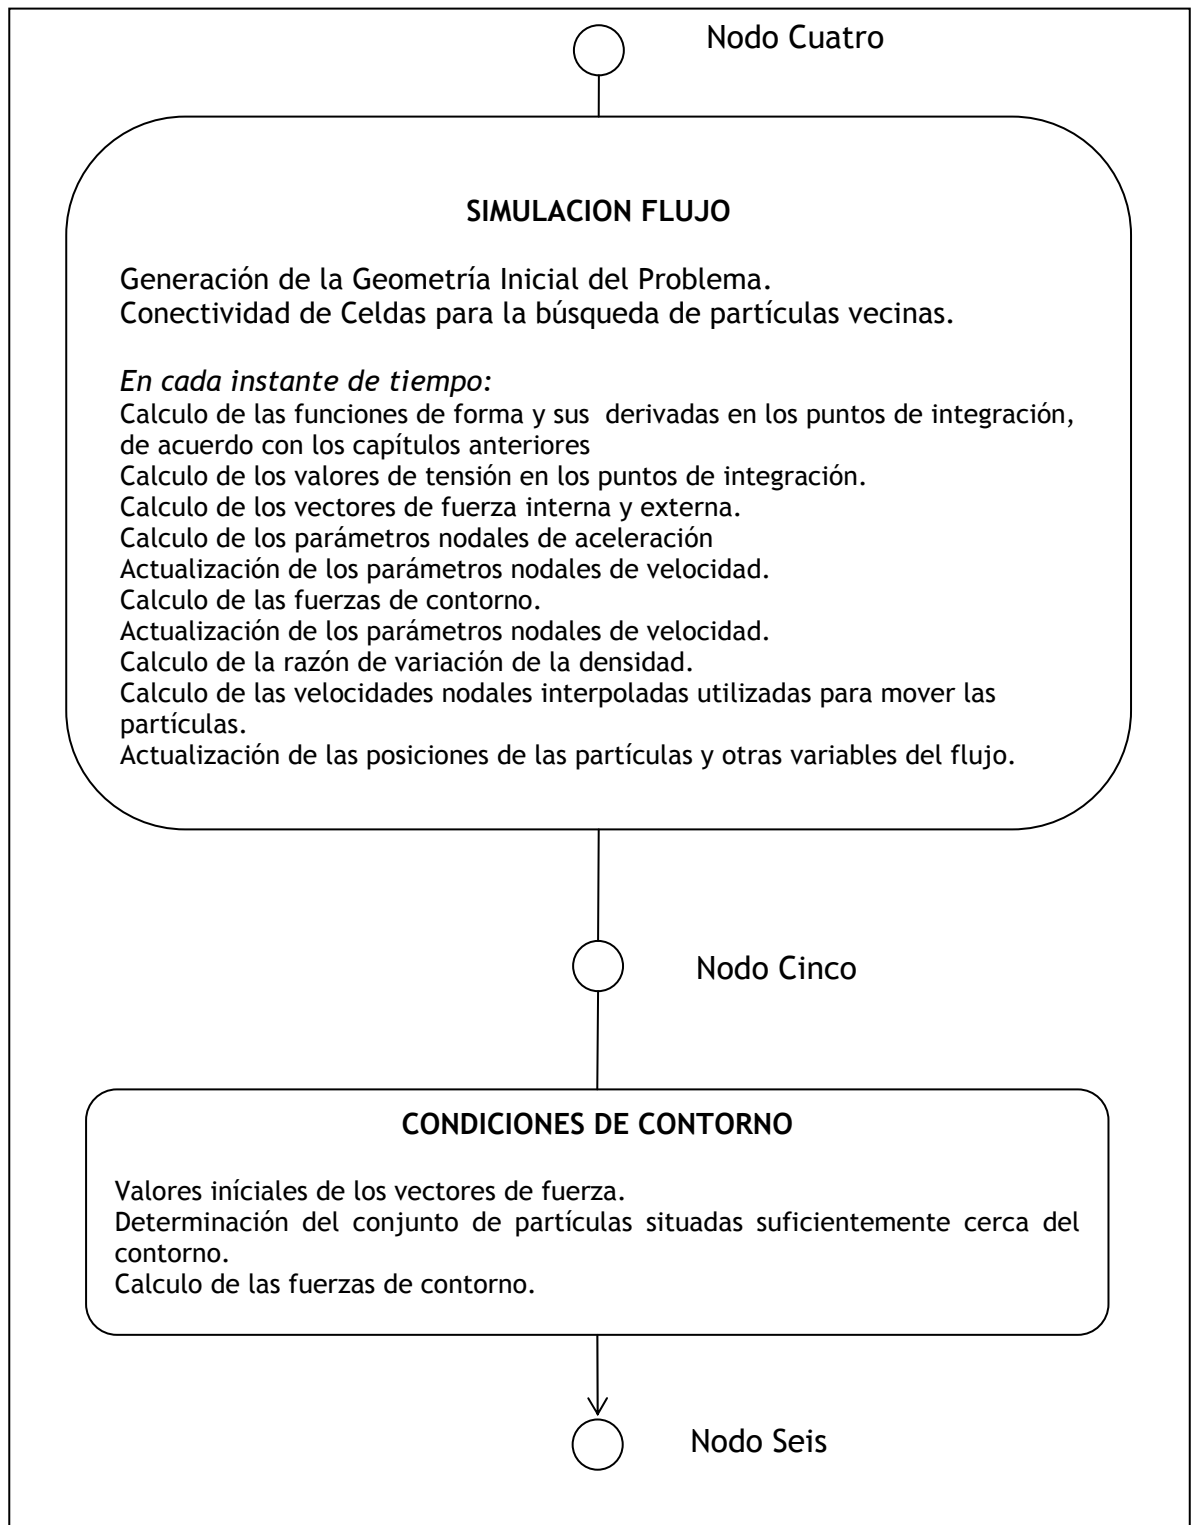 Nodo Cuatro
SIMULACION FLUJO
Generación de la Geometría Inicial del Problema.
Conectividad de Celdas para la búsqueda de partículas vecinas.
En cada instante de tiempo:
Calculo de las funciones de forma y sus derivadas en los puntos de integración,
de acuerdo con los capítulos anteriores
Calculo de los valores de tensión en los puntos de integración.
Calculo de los vectores de fuerza interna y externa.
Calculo de los parámetros nodales de aceleración
Actualización de los parámetros nodales de velocidad.
Calculo de las fuerzas de contorno.
Actualización de los parámetros nodales de velocidad.
Calculo de la razón de variación de la densidad.
Calculo de las velocidades nodales interpoladas utilizadas para mover las
partículas.
Actualización de las posiciones de las partículas y otras variables del flujo.
Nodo Cinco
CONDICIONES DE CONTORNO
Valores iníciales de los vectores de fuerza.
Determinación del conjunto de partículas situadas suficientemente cerca del
contorno.
Calculo de las fuerzas de contorno.
Nodo Seis